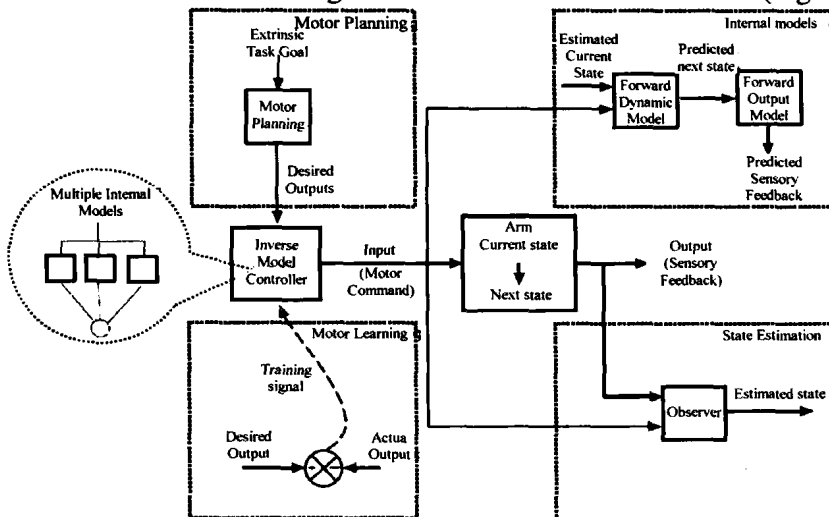 Motor Planning
Extrinsic
Task Goal
Motor
Planning
Desired
Outputs
Internal models
Estimated
Current
State
Predicted
next state
Forward
Dynamic
Model
Forward
Output
Model
Predicted
Sensory
Feedback
Multiple Internal
Models
Inverse
Model
Controller
Input
(Motor
Command)
Arm
Current state
Next state
Output
(Sensory
Feedback)
Motor Learning
Training
signal
Desired
Output
Actua
Output
State Estimation
Observer
Estimated state